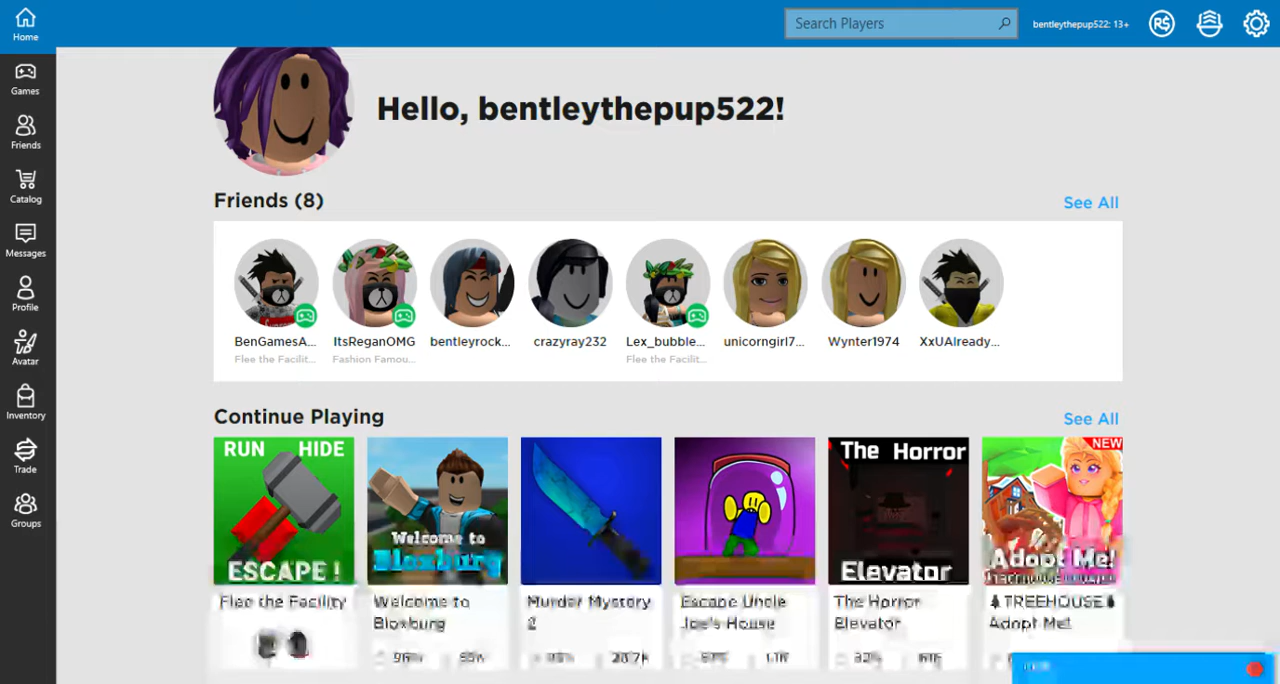 Home
Search Players
bentleythepup522: 13+
R$
Games
Friends
Catalog
Messages
Profile
Avatar
Inventory
Trade
Groups
Hello, bentleythepup522!
Friends (8)
See All
BenGamesA...
ItsReganOMG
bentleyrock...
crazyray232
Lex_bubble...
unicorngirl7...
Wynter1974
XxUAlready...
Flee the Facilit...
Fashion Famou...
Flee the Facilit...
Continue Playing
See All
RUN HIDE
ESCAPE !
Welcome to
Bloxburg
The Horror
Elevator
NEW
Adopt Me!
Flee the Facility
Welcome to
Bloxburg
Murder Mystery
2
Escape Uncle
Joe's House
The Horror
Elevator
TREEHOUSE
Adopt Me!